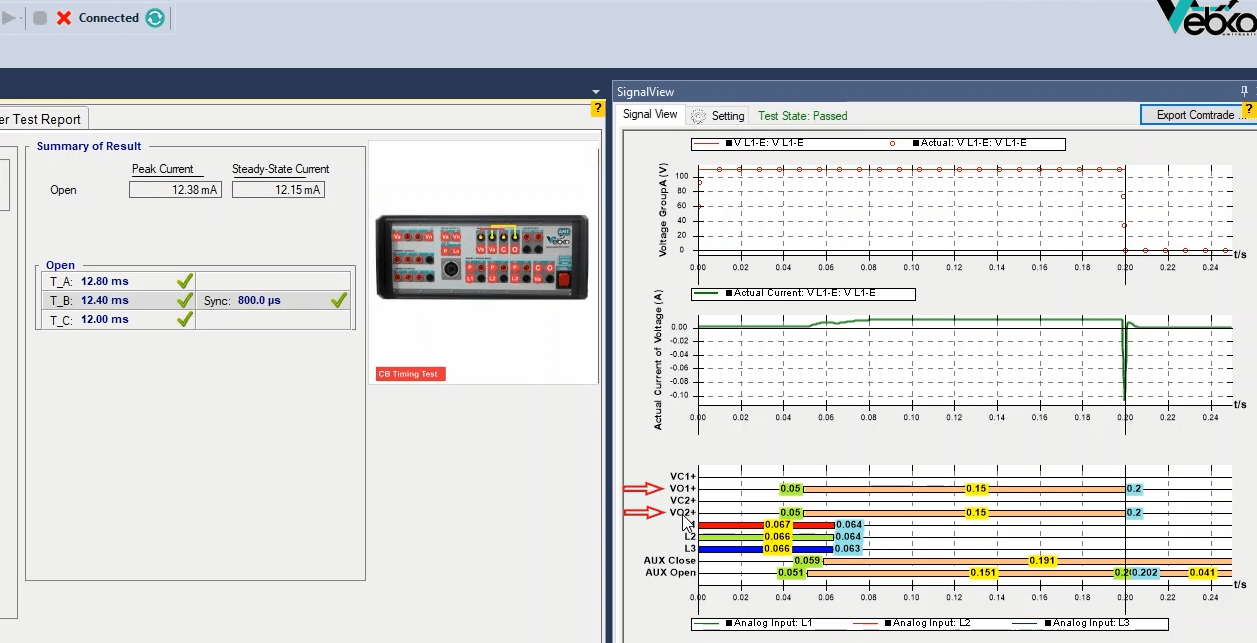 Connected
Vebko
SignalView
er Test Report
?
?
Signal View
Setting
Test State: Passed
Export Comtrade ...
Summary of Result
Peak Current
Steady-State Current
Open
12.38 mA
12.15 mA
Open
T_A: 12.80 ms
T_B: 12.40 ms
Sync: 800.0 µs
T_C: 12.00 ms
CB Timing Test
V L1-E: V L1-E
Actual: V L1-E: V L1-E
Voltage GroupA (V)
100
80
60
40
20
0
0.00 0.02 0.04 0.06 0.08 0.10 0.12 0.14 0.16 0.18 0.20 0.22 0.24
t/s
Actual Current: V L1-E: V L1-E
Actual Current of Voltage (A)
0.00
-0.02
-0.04
-0.06
-0.08
-0.10
0.00 0.02 0.04 0.06 0.08 0.10 0.12 0.14 0.16 0.18 0.20 0.22 0.24
t/s
VC1+
VO1+ 0.05 0.15 0.2
VC2+
VO2+ 0.05 0.15 0.2
0.067 0.064
L2 0.066 0.064
L3 0.066 0.063
AUX Close 0.059 0.191
AUX Open 0.051 0.151 0.202 0.041
0.00 0.02 0.04 0.06 0.08 0.10 0.12 0.14 0.16 0.18 0.20 0.22 0.24
t/s
Analog Input: L1
Analog Input: L2
Analog Input: L3